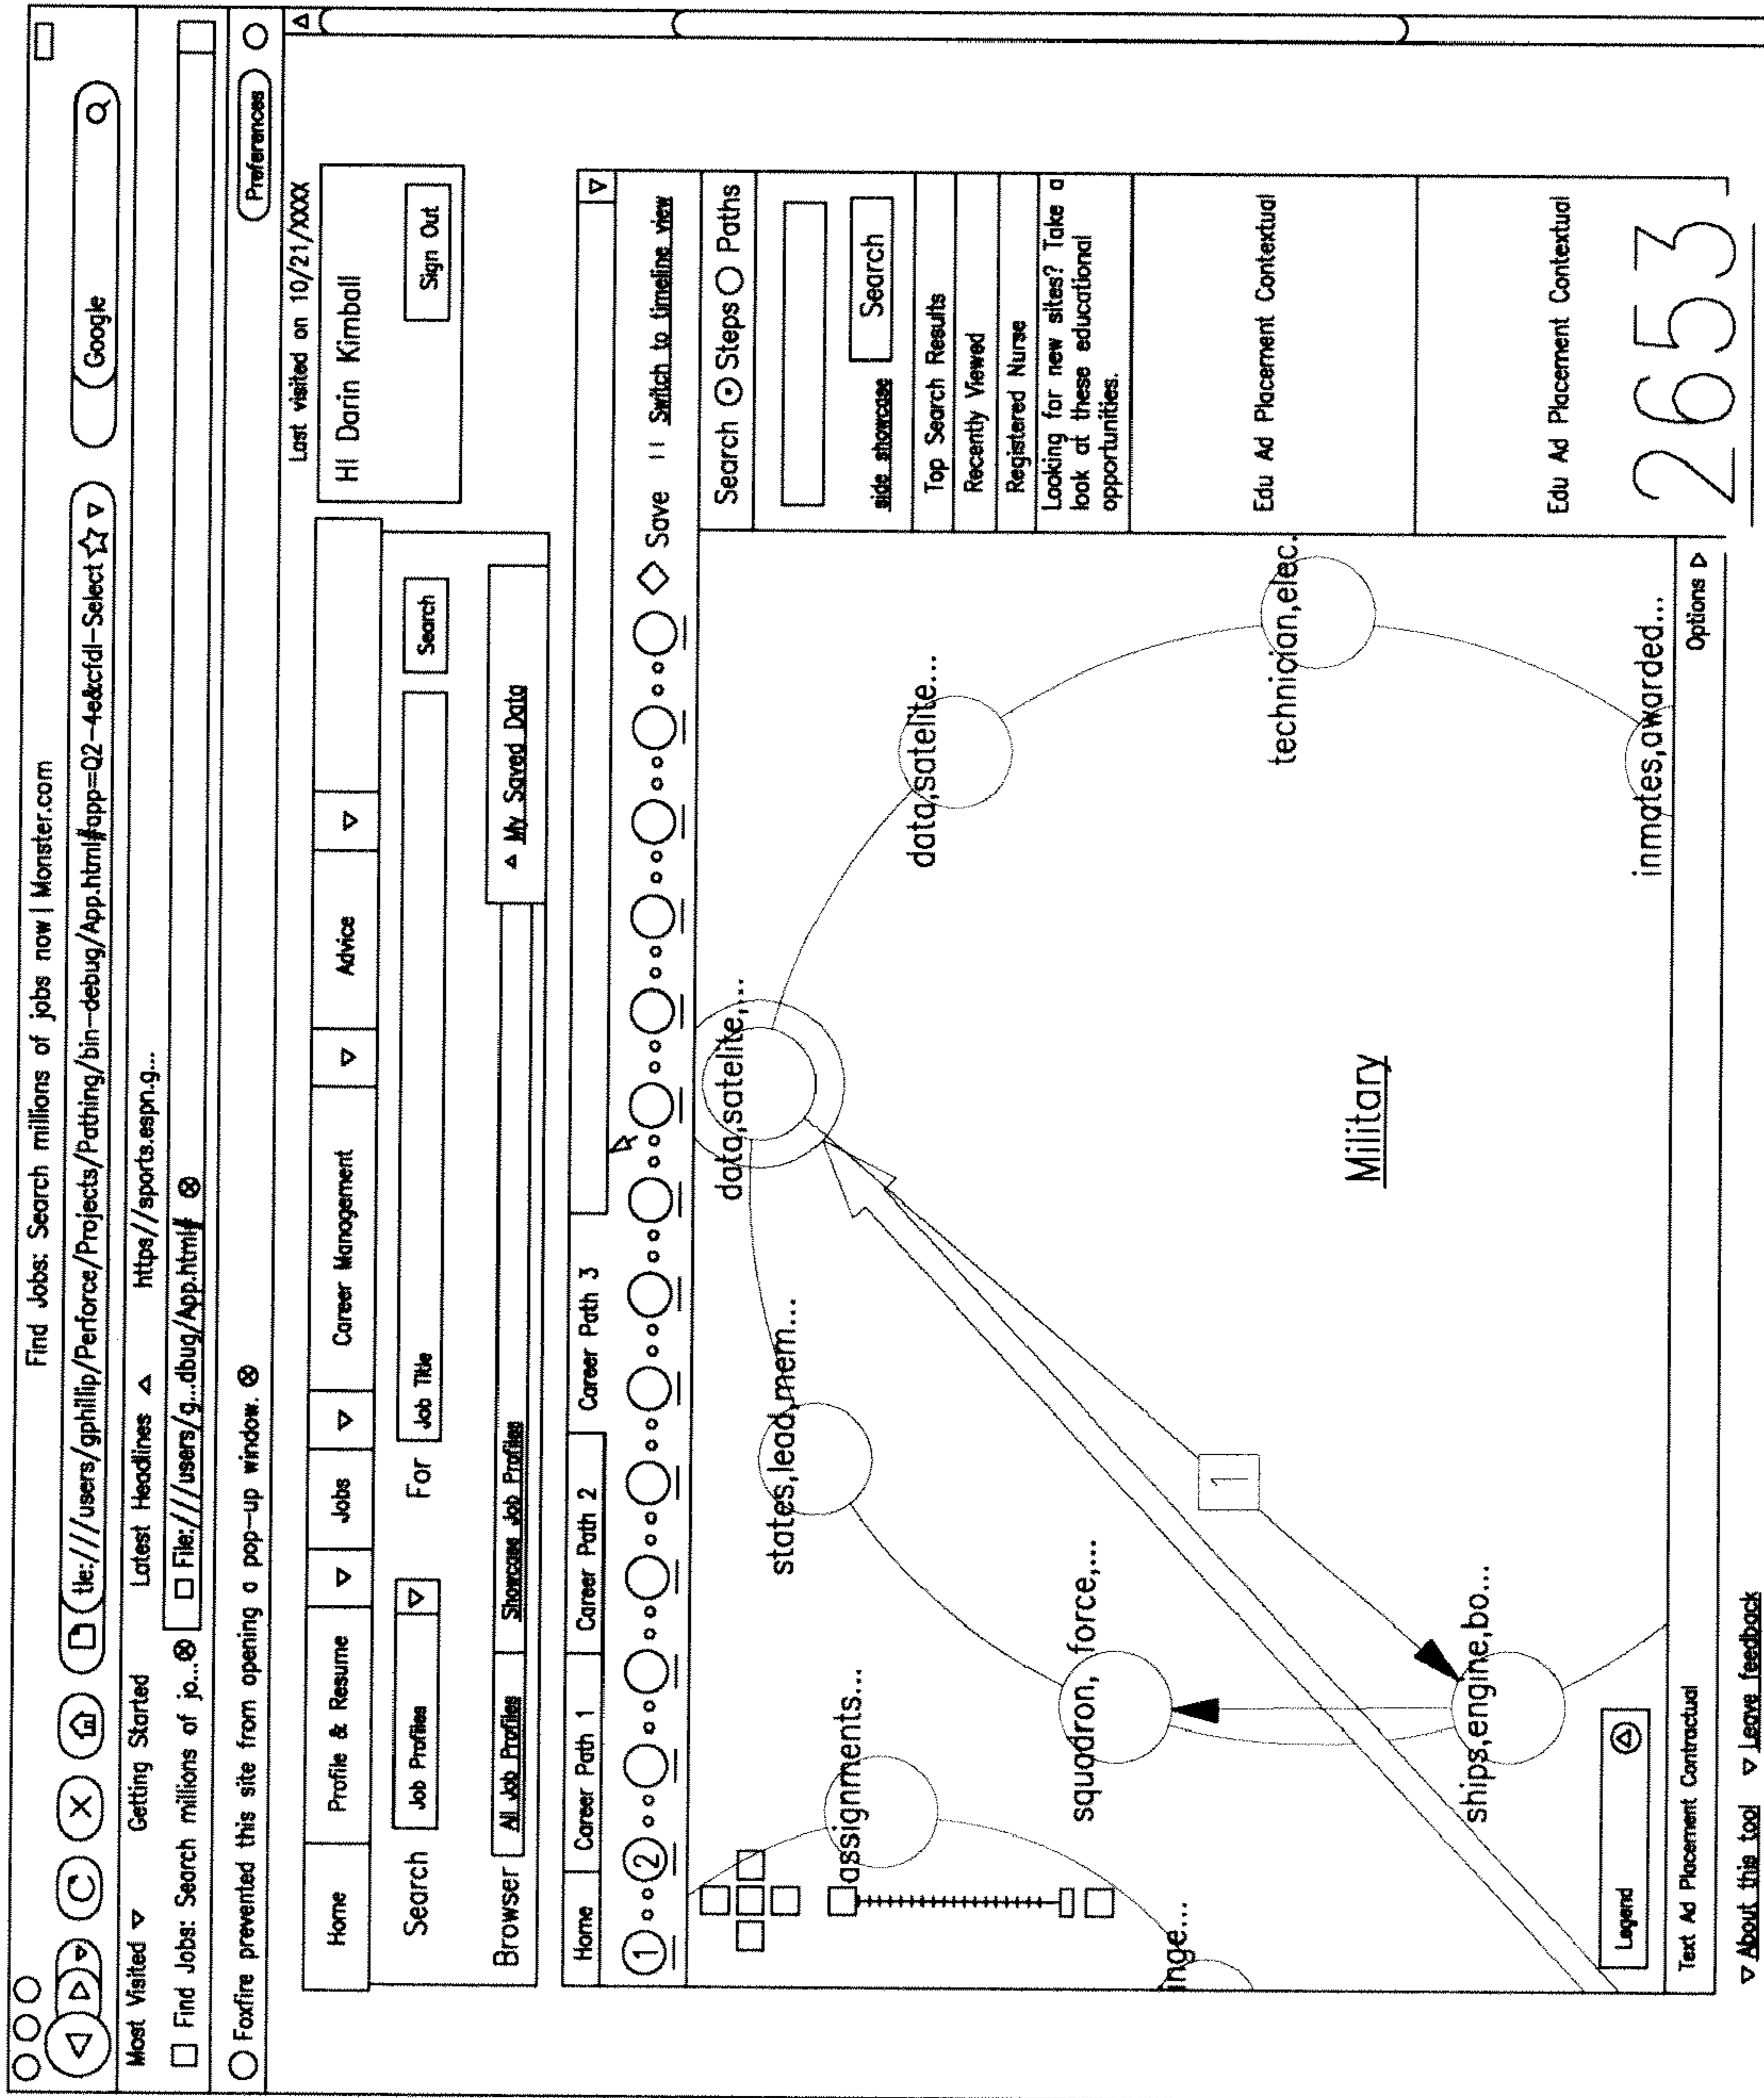 Find Jobs: Search millions of jobs now | Monster.com
tle:///users/gphillip/Perforce/Projects/Pathing/bin-debug/App.html#app=Q2-4e&cfdl-Select
Google
Most Visited
Getting Started
Latest Headlines
https//sports.espn.g...
Find Jobs: Search millions of jo...
File:///users/g...dbug/App.html#
Foxfire prevented this site from opening a pop-up window.
Preferences
Last visited on 10/21/XXXX
Home
Profile & Resume
Jobs
Career Management
Advice
Hi Darin Kimball
Sign Out
Search
Job Profiles
For
Job Title
Search
Browser
All Job Profiles
Showcase Job Profiles
My Saved Data
Home
Career Path 1
Career Path 2
Career Path 3
1
2
Save || Switch to timeline view
Search Steps Paths
side showcase
Search
Top Search Results
Recently Viewed
Registered Nurse
Looking for new sites? Take a
look at these educational
opportunities.
Edu Ad Placement Contextual
Edu Ad Placement Contextual
data,satelite,...
states,lead,mem...
data,satelite...
assignments...
squadron, force,...
inge...
technician,elec.
Military
1
ships,engine,bo...
inmates,awarded...
Legend
Text Ad Placement Contractual
Options
About this tool
Leave feedback
2653